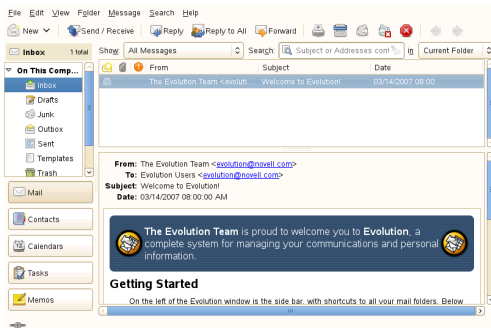 File Edit View Folder Message Search Help
New Send / Receive Reply Reply to All Forward
Inbox 1 total
Show: All Messages Search: Subject or Addresses cont in Current Folder
On This Comp...
Inbox
Drafts
Junk
Outbox
Sent
Templates
Trash
Mail
Contacts
Calendars
Tasks
Memos
From Subject Date
The Evolution Team <evoluti... Welcome to Evolution! 03/14/2007 08:00
From: The Evolution Team <evolution@novell.com>
To: Evolution Users <evolution@novell.com>
Subject: Welcome to Evolution!
Date: 03/14/2007 08:00:00 AM
The Evolution Team is proud to welcome you to Evolution, a
complete system for managing your communications and personal
information.
Getting Started
On the left of the Evolution window is the side bar, with shortcuts to all your mail folders. Below